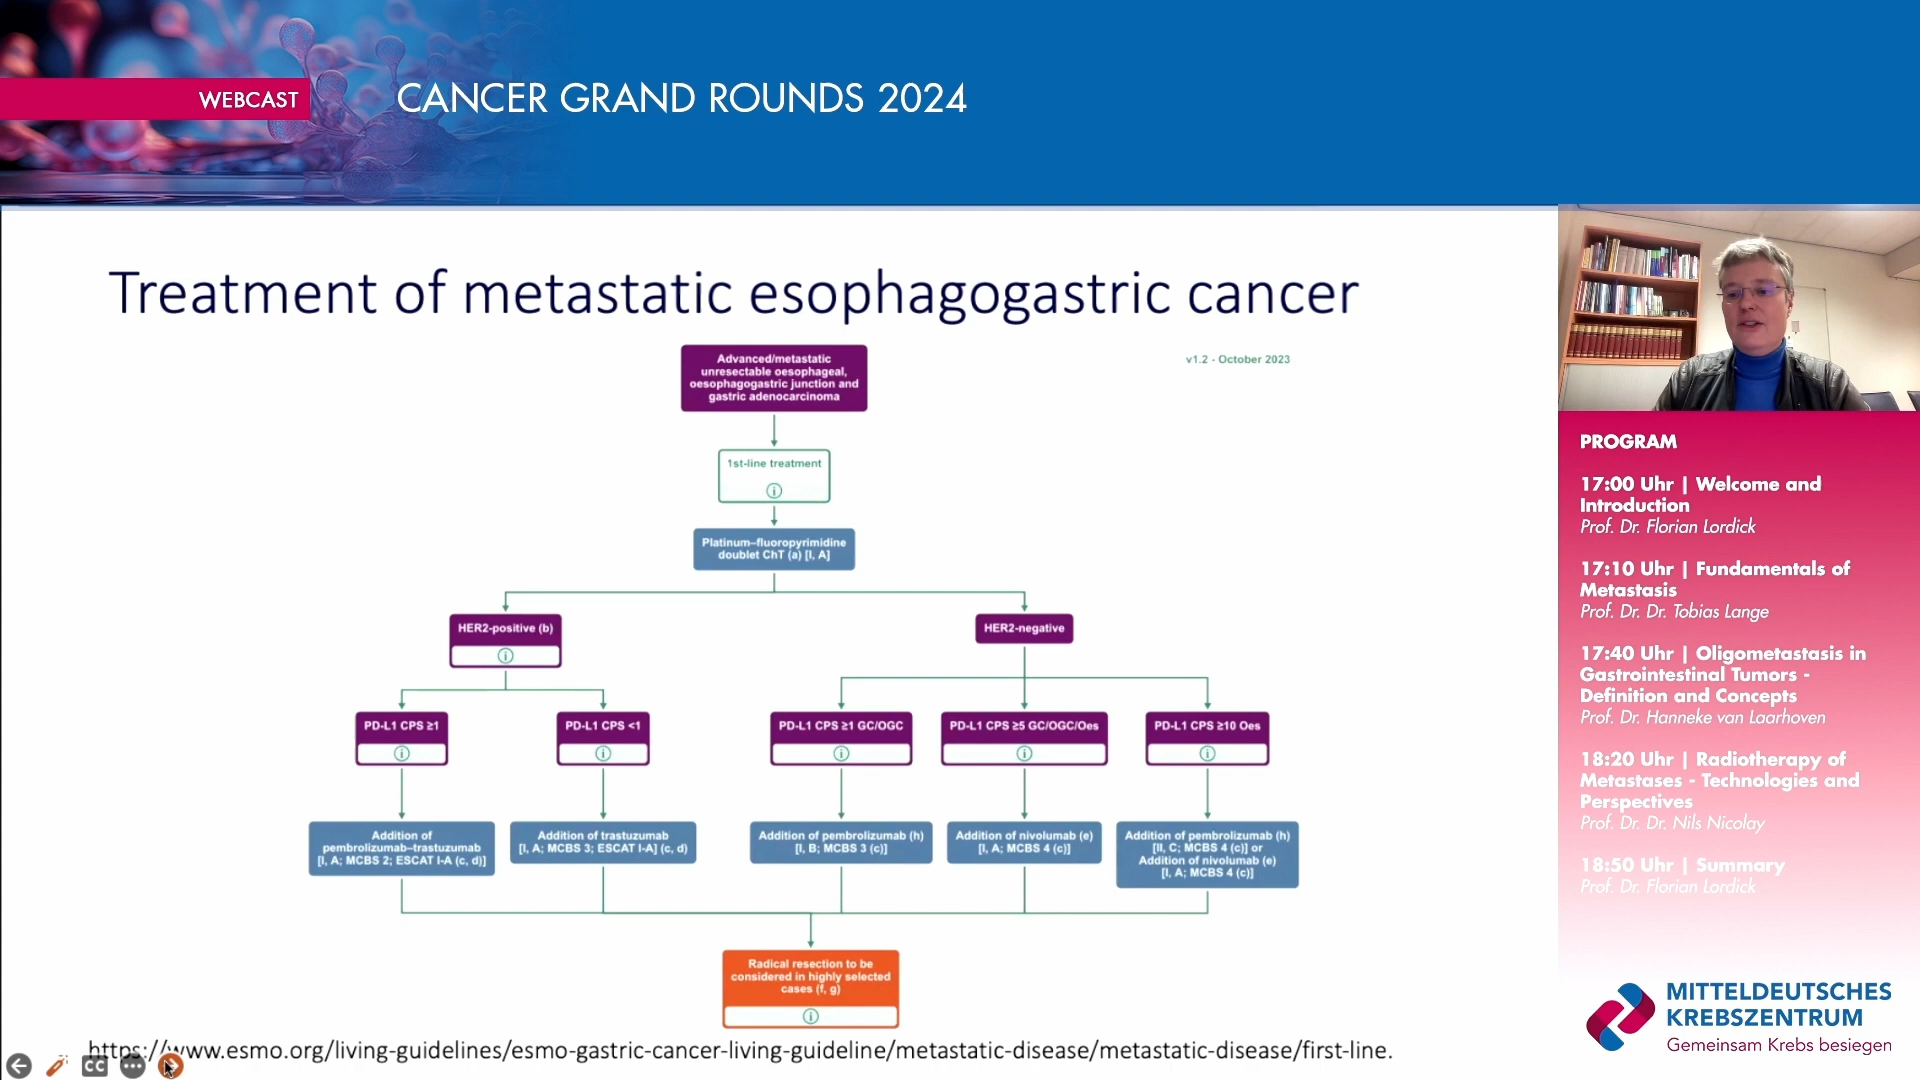 WEBCAST
CANCER GRAND ROUNDS 2024
Treatment of metastatic esophagogastric cancer
v1.2 - October 2023
Advanced/metastatic
unresectable oesophageal,
oesophagogastric junction and
gastric adenocarcinoma
1st-line treatment
i
Platinum–fluoropyrimidine
doublet ChT (a) [I, A]
HER2-positive (b)
i
HER2-negative
PD-L1 CPS ≥1
i
PD-L1 CPS <1
i
PD-L1 CPS ≥1 GC/OGC
i
PD-L1 CPS ≥5 GC/OGC/Oes
i
PD-L1 CPS ≥10 Oes
i
Addition of
pembrolizumab–trastuzumab
[I, A; MCBS 2; ESCAT I-A (c, d)]
Addition of trastuzumab
[I, A; MCBS 3; ESCAT I-A] (c, d)
Addition of pembrolizumab (h)
[I, B; MCBS 3 (c)]
Addition of nivolumab (e)
[I, A; MCBS 4 (c)]
Addition of pembrolizumab (h)
[II, C; MCBS 4 (c)] or
Addition of nivolumab (e)
[I, A; MCBS 4 (c)]
Radical resection to be
considered in highly selected
cases (f, g)
i
https://www.esmo.org/living-guidelines/esmo-gastric-cancer-living-guideline/metastatic-disease/metastatic-disease/first-line.
CC
PROGRAM
17:00 Uhr | Welcome and
Introduction
Prof. Dr. Florian Lordick
17:10 Uhr | Fundamentals of
Metastasis
Prof. Dr. Dr. Tobias Lange
17:40 Uhr | Oligometastasis in
Gastrointestinal Tumors -
Definition and Concepts
Prof. Dr. Hanneke van Laarhoven
18:20 Uhr | Radiotherapy of
Metastases - Technologies and
Perspectives
Prof. Dr. Dr. Nils Nicolay
18:50 Uhr | Summary
Prof. Dr. Florian Lordick
MITTELDEUTSCHES
KREBSZENTRUM
Gemeinsam Krebs besiegen